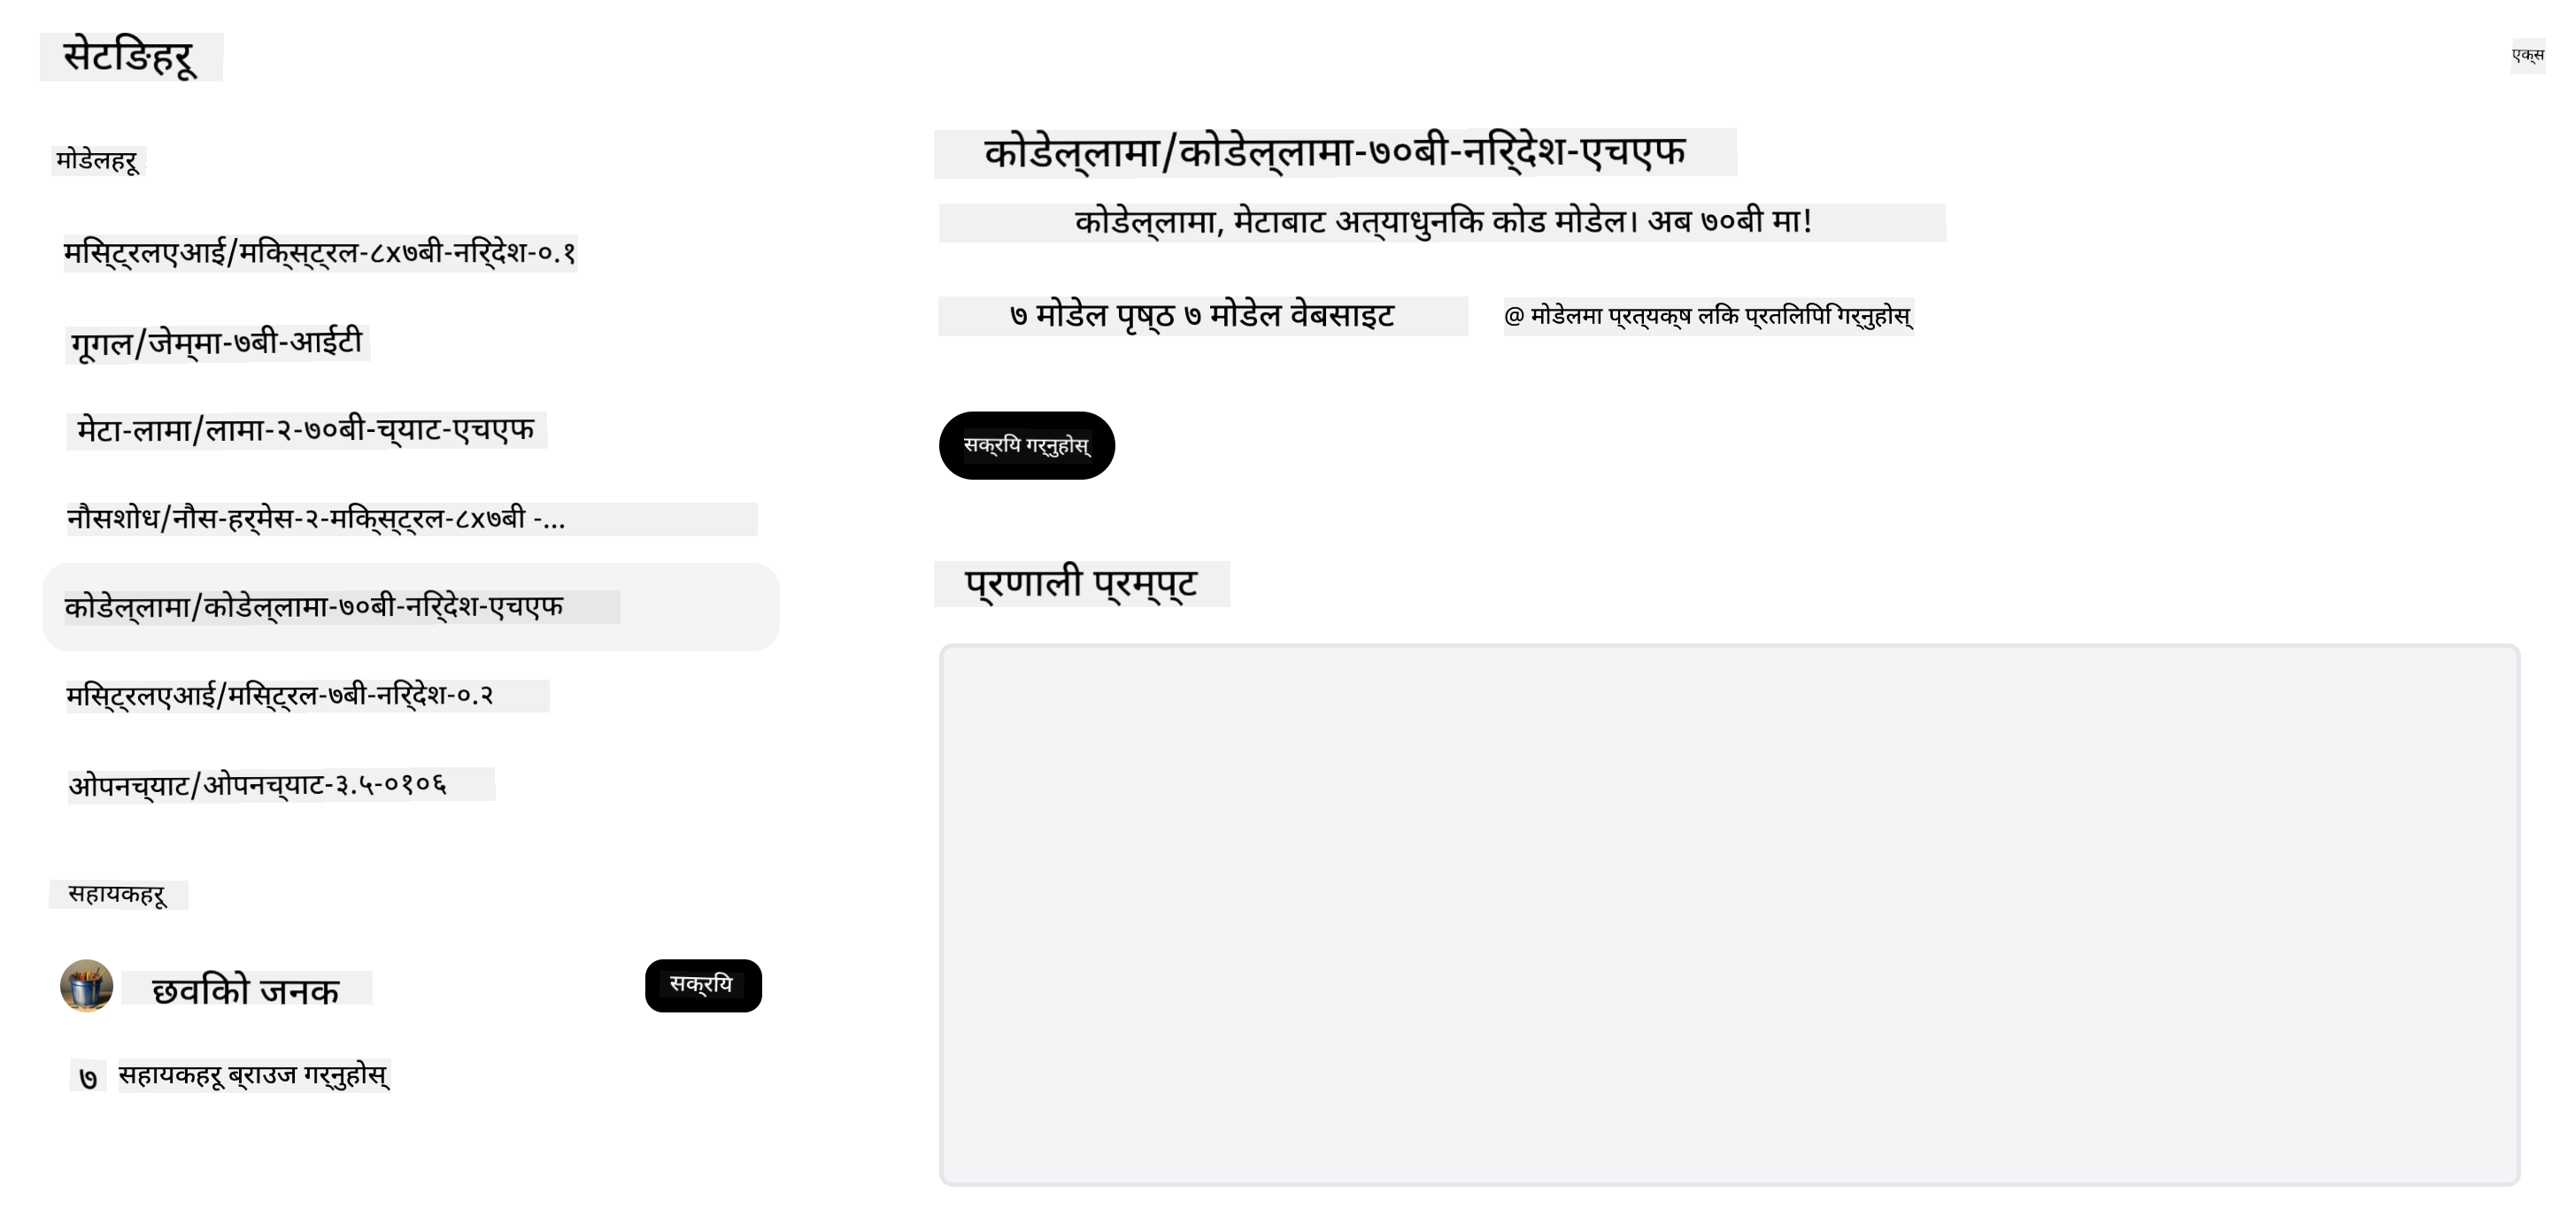 सेटिङहरू
एक्स
मोडेलहरू
मिस्ट्रलएआई/मिक्स्ट्रल-८x७बी-निर्देश-०.१
गूगल/जेम्मा-७बी-आईटी
मेटा-लामा/लामा-२-७०बी-च्याट-एचएफ
नौसशोध/नौस-हर्मेस-२-मिक्स्ट्रल-८x७बी -...
कोडेल्लामा/कोडेल्लामा-७०बी-निर्देश-एचएफ
मिस्ट्रलएआई/मिस्ट्रल-७बी-निर्देश-०.२
ओपनच्याट/ओपनच्याट-३.५-०१०६
सहायकहरू
छविको जनक
सक्रिय
७ सहायकहरू ब्राउज गर्नुहोस्
कोडेल्लामा/कोडेल्लामा-७०बी-निर्देश-एचएफ
कोडेल्लामा, मेटाबाट अत्याधुनिक कोड मोडेल। अब ७०बी मा!
७ मोडेल पृष्ठ ७ मोडेल वेबसाइट
@ मोडेलमा प्रत्यक्ष लिंक प्रतिलिपि गर्नुहोस्
सक्रिय गर्नुहोस्
प्रणाली प्रम्प्ट